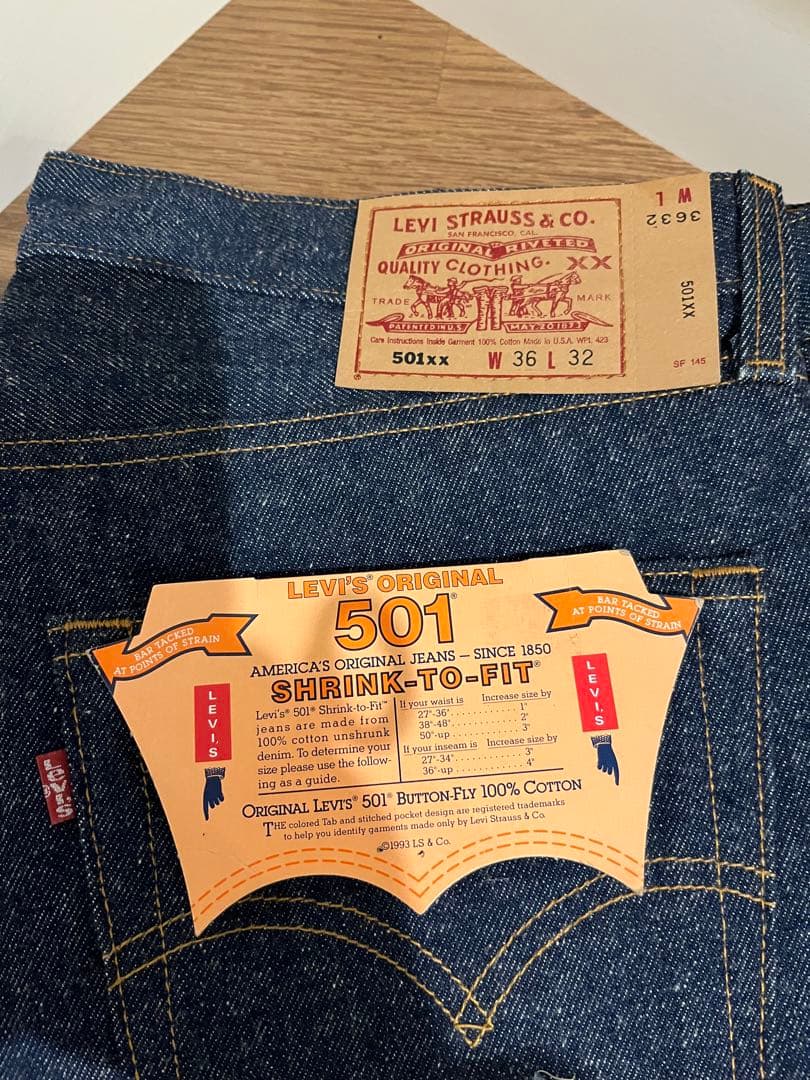 LEVI STRAUSS & CO.
SAN FRANCISCO, CAL.
ORIGINAL RIVETED
QUALITY CLOTHING. XX
TRADE MARK
PATENTED IN U.S. MAY 20 1873
Care Instructions Inside Garment 100% Cotton Made in U.S.A. WPL 423
501XX W 36 L 32
W L
3632
501XX
SF 145
LEVI'S® ORIGINAL
501®
BAR TACKED
AT POINTS OF STRAIN
BAR TACKED
AT POINTS OF STRAIN
AMERICA'S ORIGINAL JEANS — SINCE 1850
SHRINK-TO-FIT®
LEVI'S
LEVI'S
Levi's® 501® Shrink-to-Fit™
jeans are made from
100% cotton unshrunk
denim. To determine your
size please use the follow-
ing as a guide.
If your waist is Increase size by
27"-36" 1"
38"-48" 2"
50"-up 3"
If your inseam is Increase size by
27"-34" 3"
36"-up 4"
ORIGINAL LEVI'S® 501® BUTTON-FLY 100% COTTON
THE colored Tab and stitched pocket design are registered trademarks
to help you identify garments made only by Levi Strauss & Co.
©1993 LS & Co.
LEVI'S®